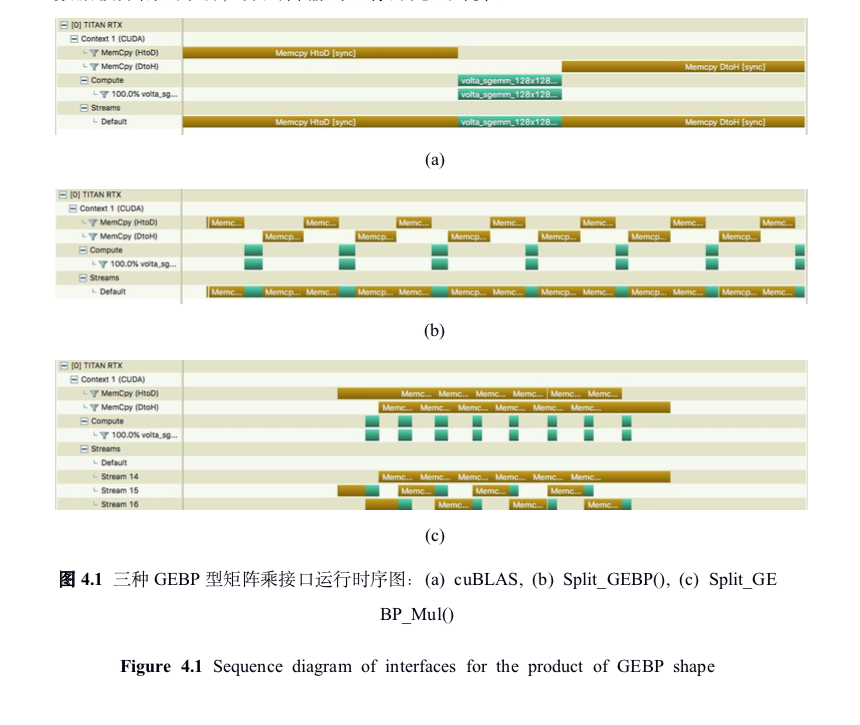 [0] TITAN RTX
Context 1 (CUDA)
MemCpy (HtoD) Memcpy HtoD [sync]
MemCpy (DtoH) Memcpy DtoH [sync]
Compute volta_sgemm_128x128...
100.0% volta_sg... volta_sgemm_128x128...
Streams
Default Memcpy HtoD [sync] volta_sgemm_128x128... Memcpy DtoH [sync]
(a)
[0] TITAN RTX
Context 1 (CUDA)
MemCpy (HtoD) Memc... Memc... Memc... Memc... Memc... Memc... Memc...
MemCpy (DtoH) Memcp... Memcp... Memcp... Memcp... Memcp... Memcp...
Compute
100.0% volta_sg...
Streams
Default Memc... Memcp... Memc... Memcp... Memc... Memcp... Memc... Memcp... Memc... Memcp... Memc... Memcp... Memc...
(b)
[0] TITAN RTX
Context 1 (CUDA)
MemCpy (HtoD) Memc... Memc... Memc... Memc... Memc... Memc...
MemCpy (DtoH) Memc... Memc... Memc... Memc... Memc... Memc...
Compute
100.0% volta_sg...
Streams
Default
Stream 14 Memc... Memc... Memc... Memc... Memc... Memc...
Stream 15 Memc... Memc... Memc...
Stream 16 Memc... Memc... Memc...
(c)
图 4.1 三种 GEBP 型矩阵乘接口运行时序图：(a) cuBLAS, (b) Split_GEBP(), (c) Split_GE
BP_Mul()
Figure 4.1 Sequence diagram of interfaces for the product of GEBP shape